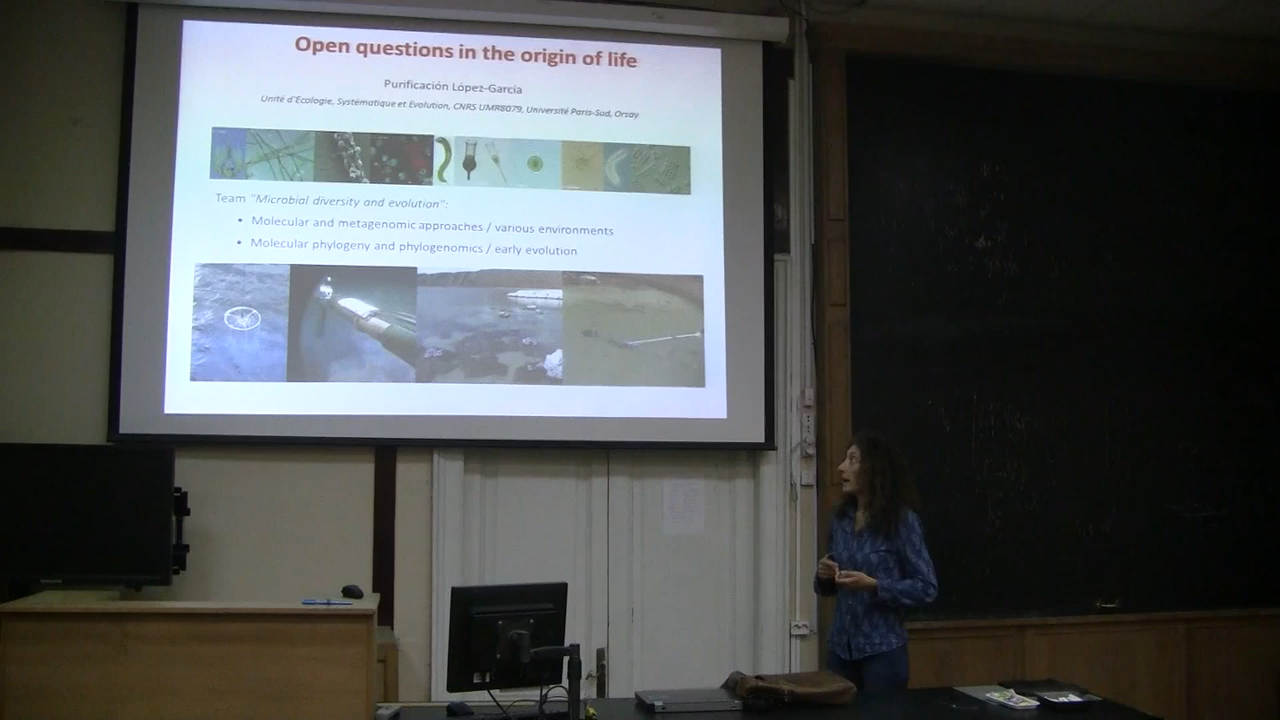 Open questions in the origin of life
Purificación López-García
Unité d'Ecologie, Systématique et Evolution, CNRS UMR8079, Université Paris-Sud, Orsay
Team "Microbial diversity and evolution":
• Molecular and metagenomic approaches / various environments
• Molecular phylogeny and phylogenomics / early evolution